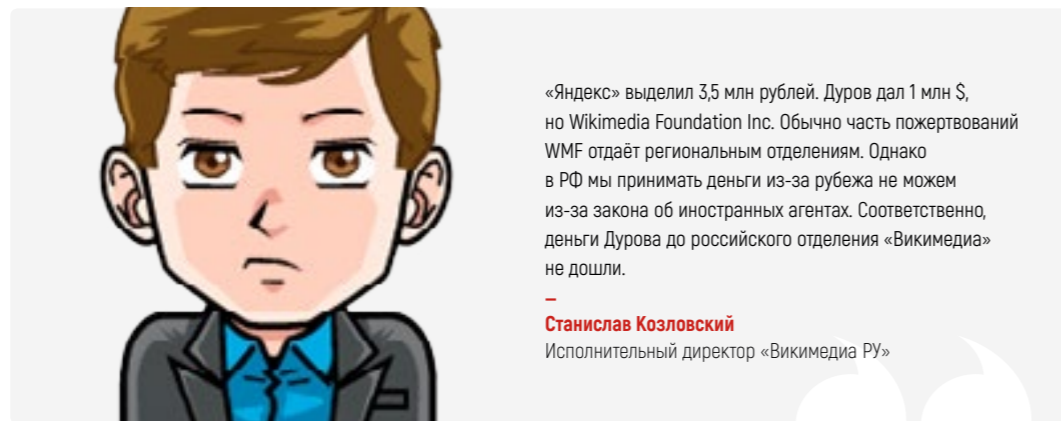 «Яндекс» выделил 3,5 млн рублей. Дуров дал 1 млн $,
но Wikimedia Foundation Inc. Обычно часть пожертвований
WMF отдаёт региональным отделениям. Однако
в РФ мы принимать деньги из-за рубежа не можем
из-за закона об иностранных агентах. Соответственно,
деньги Дурова до российского отделения «Викимедиа»
не дошли.
–
Станислав Козловский
Исполнительный директор «Викимедиа РУ»